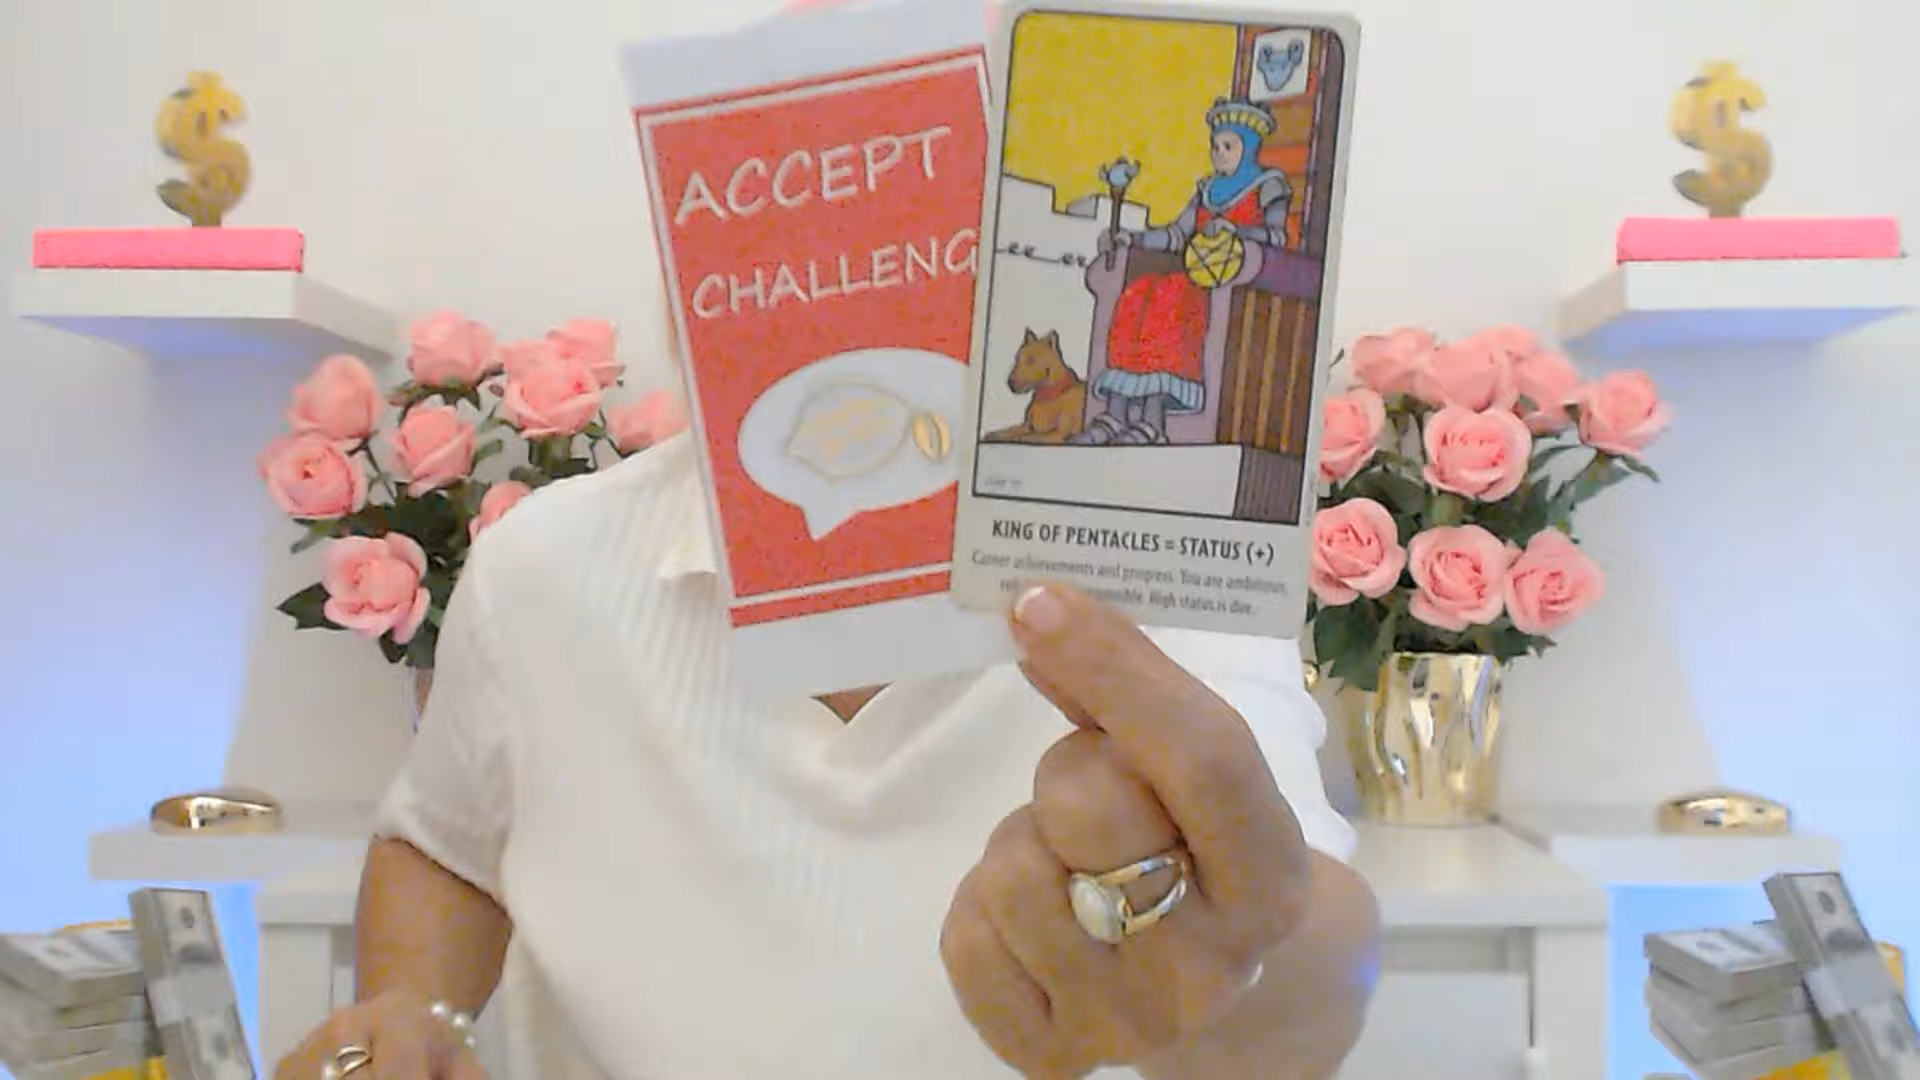 ACCEPT
CHALLENG
KING OF PENTACLES = STATUS (+)
Career achievements and progress. You are ambitious,
High status is due.